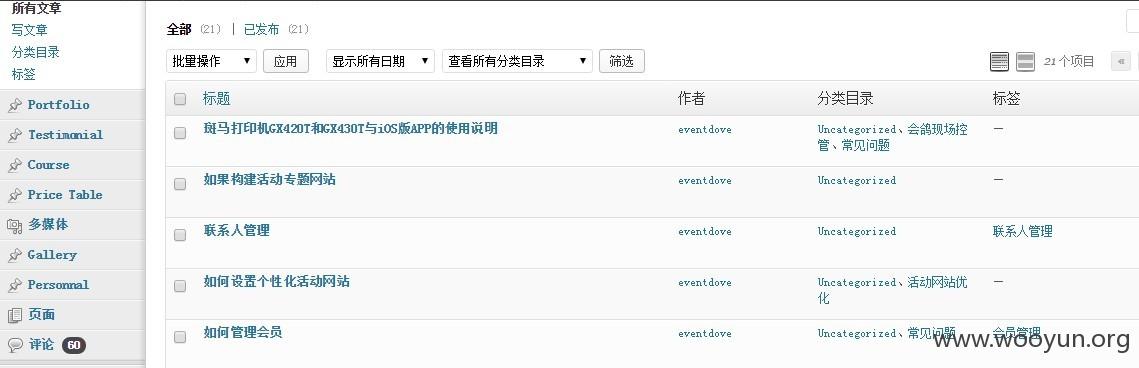 所有文章
写文章
分类目录
标签
Portfolio
Testimonial
Course
Price Table
多媒体
Gallery
Personnal
页面
评论 60
全部 (21) | 已发布 (21)
批量操作 应用 显示所有日期 查看所有分类目录 筛选 21 个项目 «
标题 作者 分类目录 标签
斑马打印机GX420T和GX430T与iOS版APP的使用说明 eventdove Uncategorized、会鸽现场控管、常见问题 —
如果构建活动专题网站 eventdove Uncategorized —
联系人管理 eventdove Uncategorized 联系人管理
如何设置个性化活动网站 eventdove Uncategorized、活动网站优化 —
如何管理会员 eventdove Uncategorized、常见问题 会员管理
www.wooyun.org